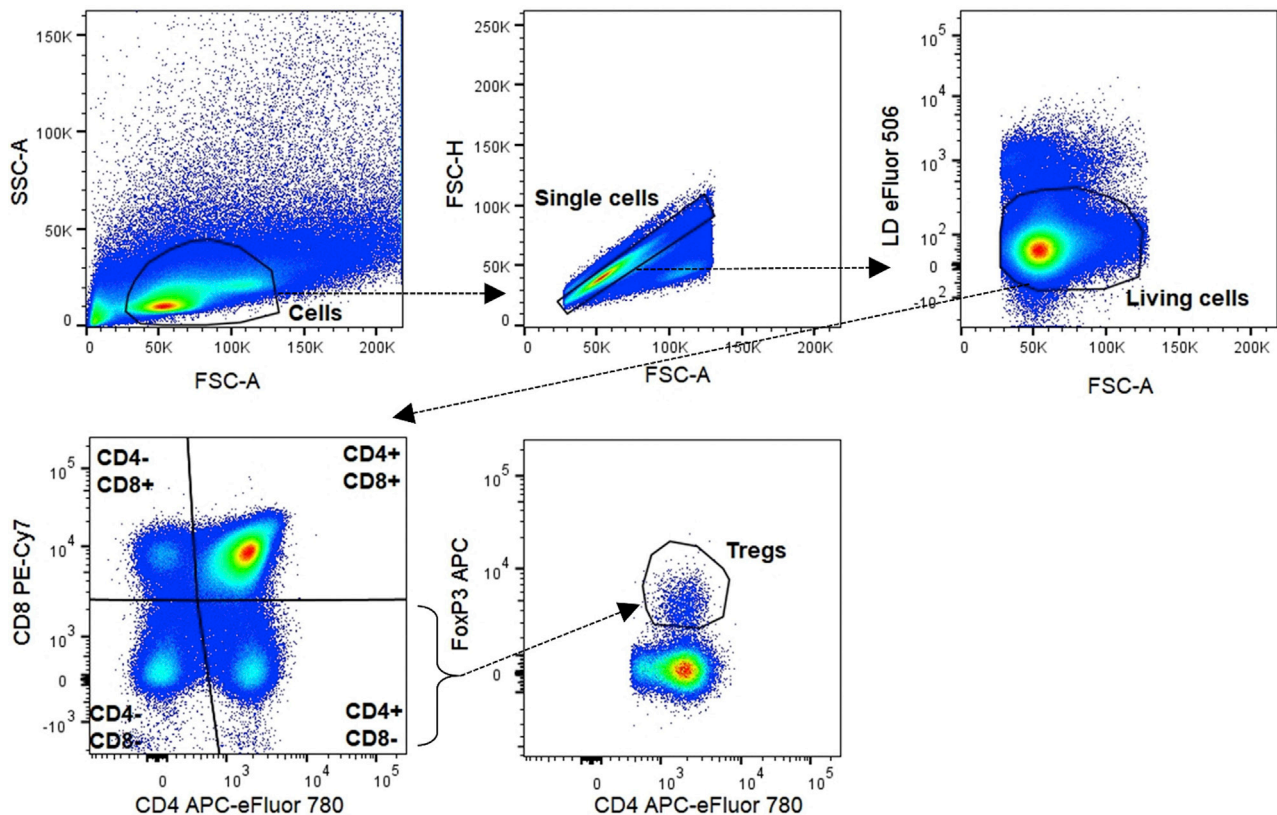 150K
100K
50K
0
SSC-A
0
50K
100K
150K
200K
FSC-A
Cells
250K
200K
150K
100K
50K
0
FSC-H
0
50K
100K
150K
200K
FSC-A
Single cells
10^5
10^4
10^3
10^2
0
-10^2
LD eFluor 506
0
50K
100K
150K
200K
FSC-A
Living cells
10^5
10^4
10^3
0
-10^3
CD8 PE-Cy7
CD4-
CD8+
CD4+
CD8+
CD4-
CD8-
CD4+
CD8-
0
10^3
10^4
10^5
CD4 APC-eFluor 780
10^5
10^4
10^3
0
FoxP3 APC
Tregs
0
10^3
10^4
10^5
CD4 APC-eFluor 780